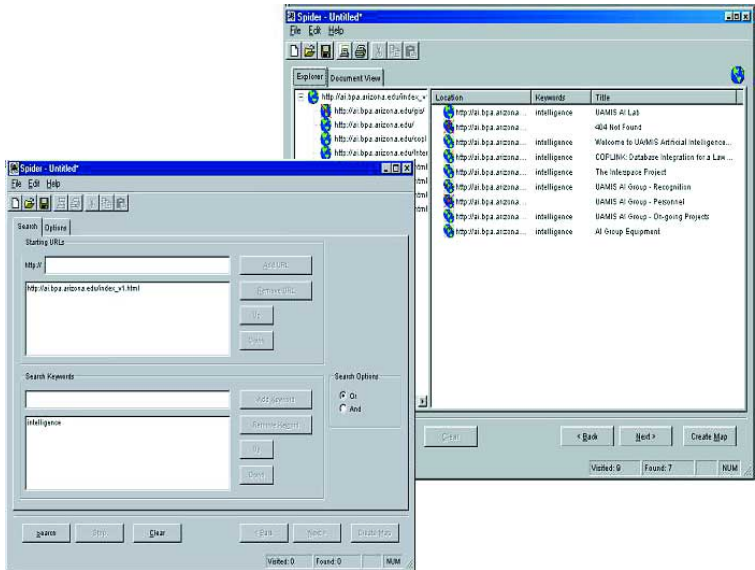 Spider - Untitled*
File Edit Help
Explorer Document View
http://ai.bpa.arizona.edu/index_v
http://ai.bpa.arizona.edu/gis/
http://ai.bpa.arizona.edu/
http://ai.bpa.arizona.edu/copl
http://ai.bpa.arizona.edu/Inter
html
html
html
html
Location Keywords Title
http://ai.bpa.arizona... intelligence UAMIS AI Lab
http://ai.bpa.arizona... 404 Not Found
http://ai.bpa.arizona... intelligence Welcome to UA/MIS Artificial Intelligence...
http://ai.bpa.arizona... intelligence COPLINK: Database Integration for a Law ...
http://ai.bpa.arizona... intelligence The Interspace Project
http://ai.bpa.arizona... intelligence UAMIS AI Group - Recognition
http://ai.bpa.arizona... UAMIS AI Group - Personnel
http://ai.bpa.arizona... intelligence UAMIS AI Group - On-going Projects
http://ai.bpa.arizona... intelligence AI Group Equipment
Clear < Back Next > Create Map
Visited: 9 Found: 7 NUM
Spider - Untitled*
File Edit Help
Search Options
Starting URLs
http:// Add URL
http://ai.bpa.arizona.edu/index_v1.html
Remove URL
Up
Down
Search Keywords
Add Keyword
intelligence
Up
Down
Search Options
Or
And
Search Stop Clear < Back Next > Create Map
Visited: 0 Found: 0 NUM